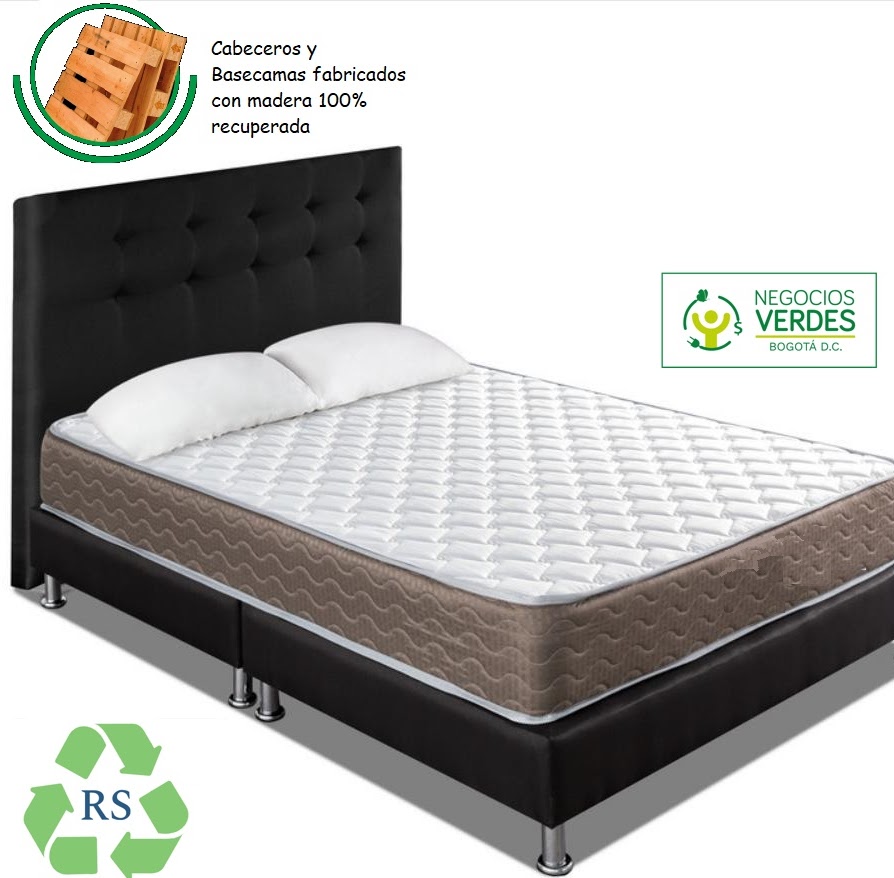 Cabeceros y
Basecamas fabricados
con madera 100%
recuperada
NEGOCIOS
VERDES
BOGOTÁ D.C.
$
RS